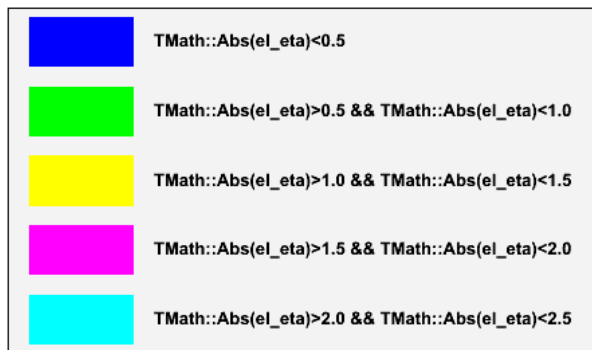 TMath::Abs(el_eta)<0.5
TMath::Abs(el_eta)>0.5 && TMath::Abs(el_eta)<1.0
TMath::Abs(el_eta)>1.0 && TMath::Abs(el_eta)<1.5
TMath::Abs(el_eta)>1.5 && TMath::Abs(el_eta)<2.0
TMath::Abs(el_eta)>2.0 && TMath::Abs(el_eta)<2.5